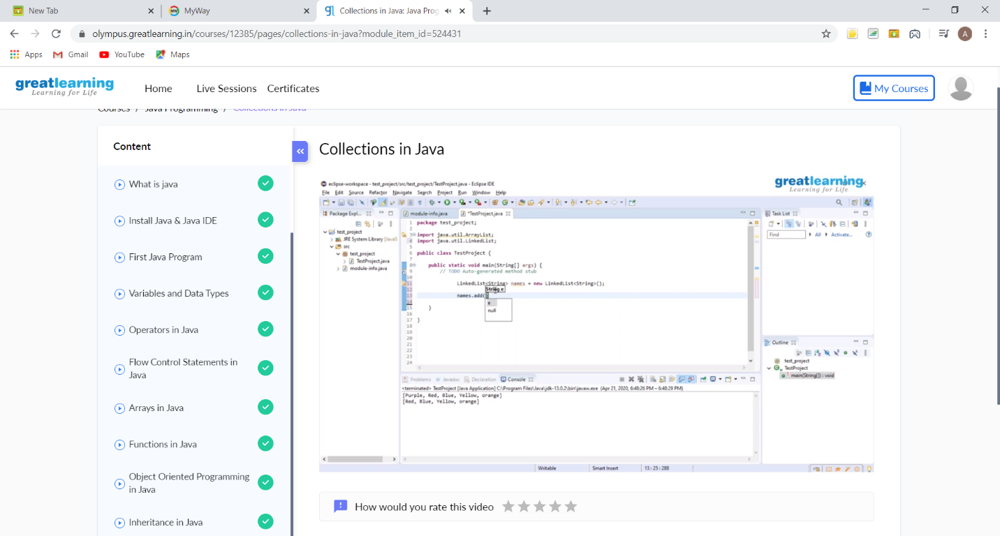 New Tab
MyWay
Collections in Java: Java Prog
olympus.greatlearning.in/courses/12385/pages/collections-in-java?module_item_id=524431
A
Apps
Gmail
YouTube
Maps
greatlearning
Learning for Life
Home
Live Sessions
Certificates
My Courses
Courses / Java Programming / Collections in Java
Content
What is java
Install Java & Java IDE
First Java Program
Variables and Data Types
Operators in Java
Flow Control Statements in
Java
Arrays in Java
Functions in Java
Object Oriented Programming
in Java
Inheritance in Java
Collections in Java
eclipse-workspace - test_project/src/test_project/TestProject.java - Eclipse IDE
greatlearning
Learning for Life
File Edit Source Refactor Navigate Search Project Run Window Help
Package Expl...
test_project
JRE System Library [JavaS
src
test_project
TestProject.java
module-info.java
module-info.java
*TestProject.java
1 package test_project;
2
3 import java.util.ArrayList;
4 import java.util.LinkedList;
5
6 public class TestProject {
7
8 public static void main(String[] args) {
9 // TODO Auto-generated method stub
10
11 LinkedList<String> names = new LinkedList<String>();
12 String e
13 names.add()
14 e
null
15 }
16
17 }
18
19
20
21
22
23
24
Task List
Find
All
Activate...
Outline
test_project
TestProject
main(String[]) : void
Problems
Javadoc
Declaration
Console
<terminated> TestProject [Java Application] C:\Program Files\Java\jdk-13.0.2\bin\javaw.exe (Apr 21, 2020, 6:48:26 PM – 6:48:29 PM)
[Purple, Red, Blue, Yellow, orange]
[Red, Blue, Yellow, orange]
Writable
Smart Insert
13 : 25 : 288
How would you rate this video